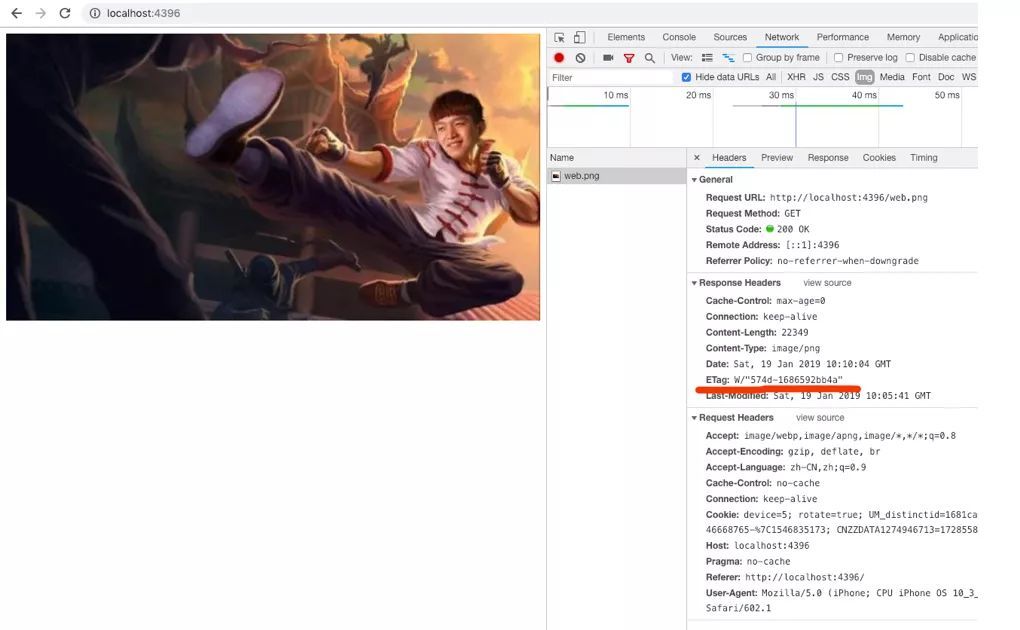 localhost:4396
Elements Console Sources Network Performance Memory Applicatio
View: Group by frame Preserve log Disable cache
Filter Hide data URLs All XHR JS CSS Img Media Font Doc WS
10 ms 20 ms 30 ms 40 ms 50 ms
Name × Headers Preview Response Cookies Timing
web.png
General
Request URL: http://localhost:4396/web.png
Request Method: GET
Status Code: 200 OK
Remote Address: [::1]:4396
Referrer Policy: no-referrer-when-downgrade
Response Headers view source
Cache-Control: max-age=0
Connection: keep-alive
Content-Length: 22349
Content-Type: image/png
Date: Sat, 19 Jan 2019 10:10:04 GMT
ETag: W/"574d-1686592bb4a"
Last-Modified: Sat, 19 Jan 2019 10:05:41 GMT
Request Headers view source
Accept: image/webp,image/apng,image/*,*/*;q=0.8
Accept-Encoding: gzip, deflate, br
Accept-Language: zh-CN,zh;q=0.9
Cache-Control: no-cache
Connection: keep-alive
Cookie: device=5; rotate=true; UM_distinctid=1681ca
46668765-%7C1546835173; CNZZDATA1274946713=1728558
Host: localhost:4396
Pragma: no-cache
Referer: http://localhost:4396/
User-Agent: Mozilla/5.0 (iPhone; CPU iPhone OS 10_3_
Safari/602.1